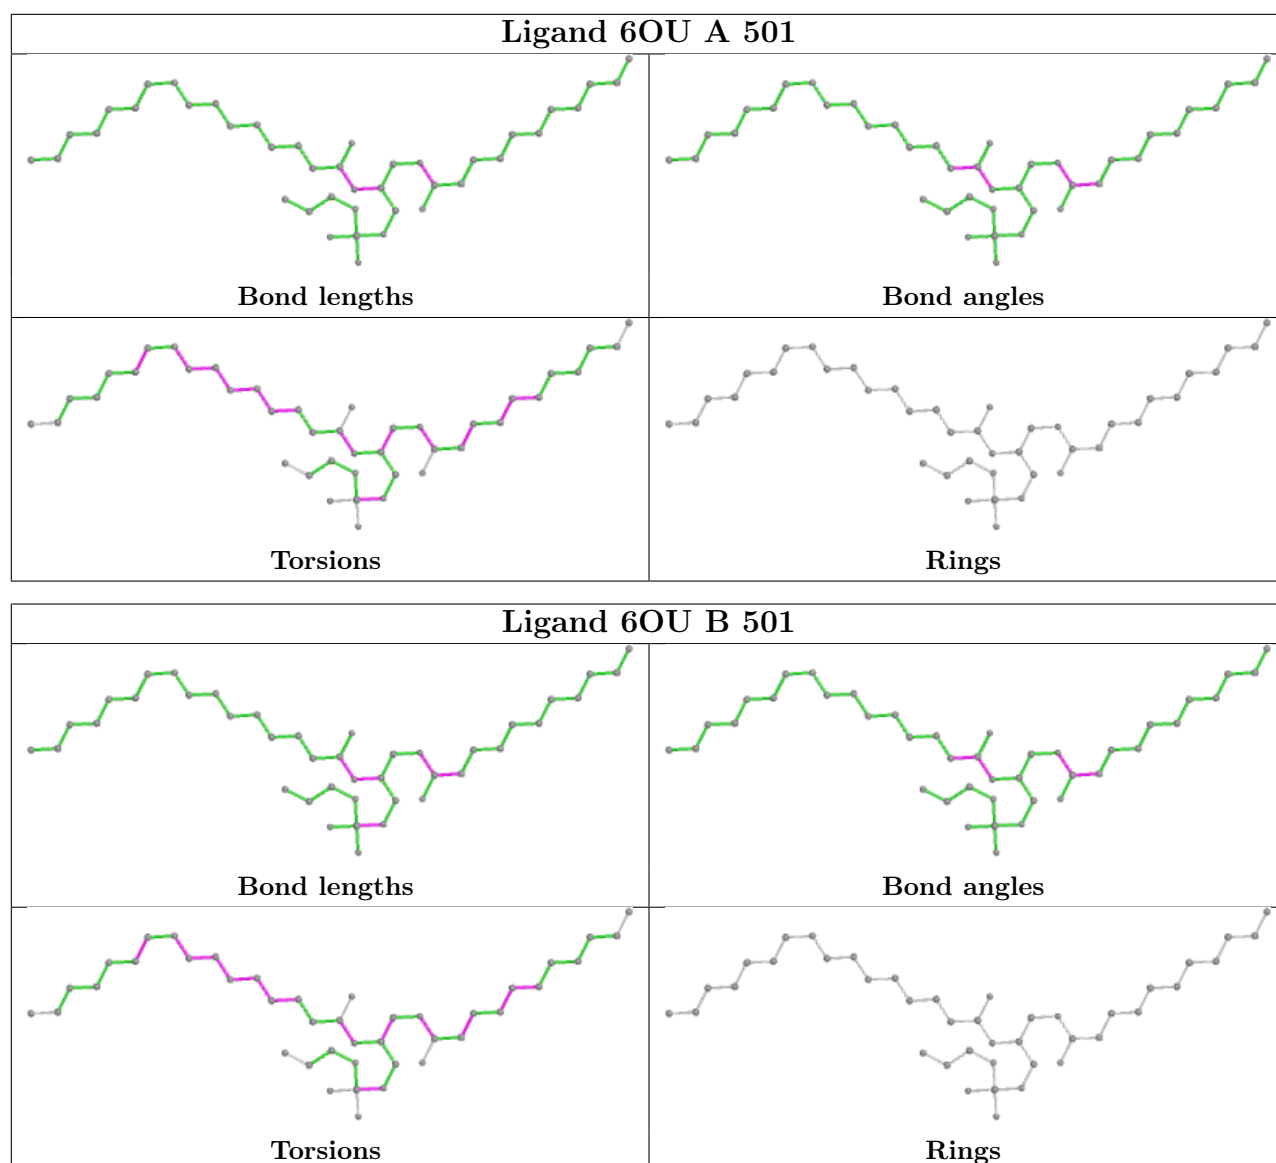 Ligand 6OU A 501
Bond lengths
Bond angles
Torsions
Rings
Ligand 6OU B 501
Bond lengths
Bond angles
Torsions
Rings